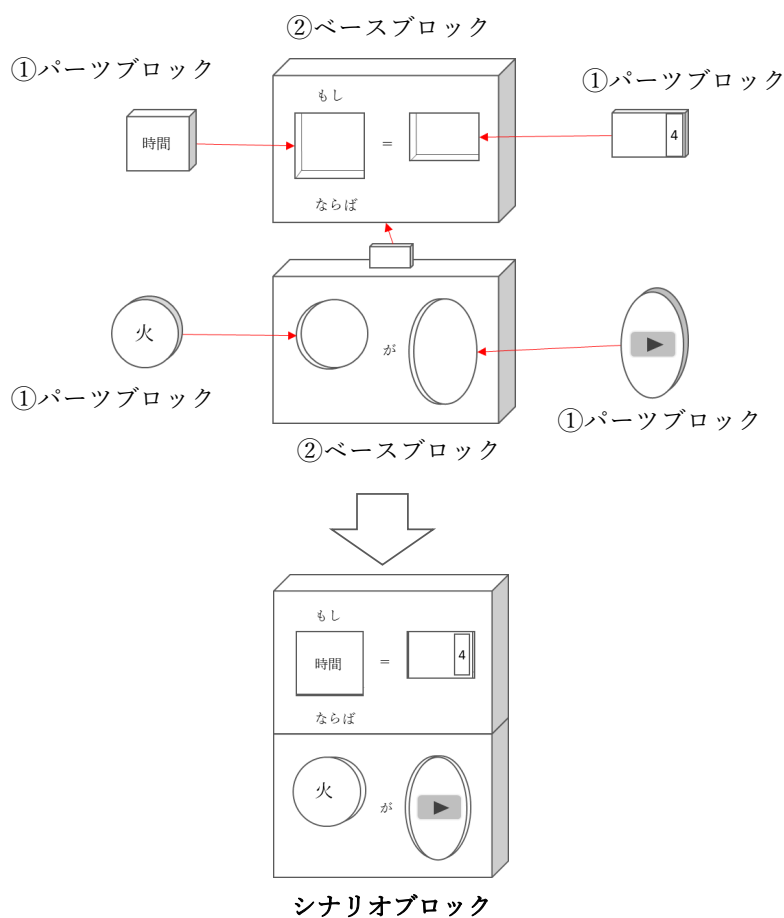 ②ベースブロック
①パーツブロック
①パーツブロック
もし
時間
=
4
ならば
火
が
①パーツブロック
①パーツブロック
②ベースブロック
もし
時間
=
4
ならば
火
が
シナリオブロック